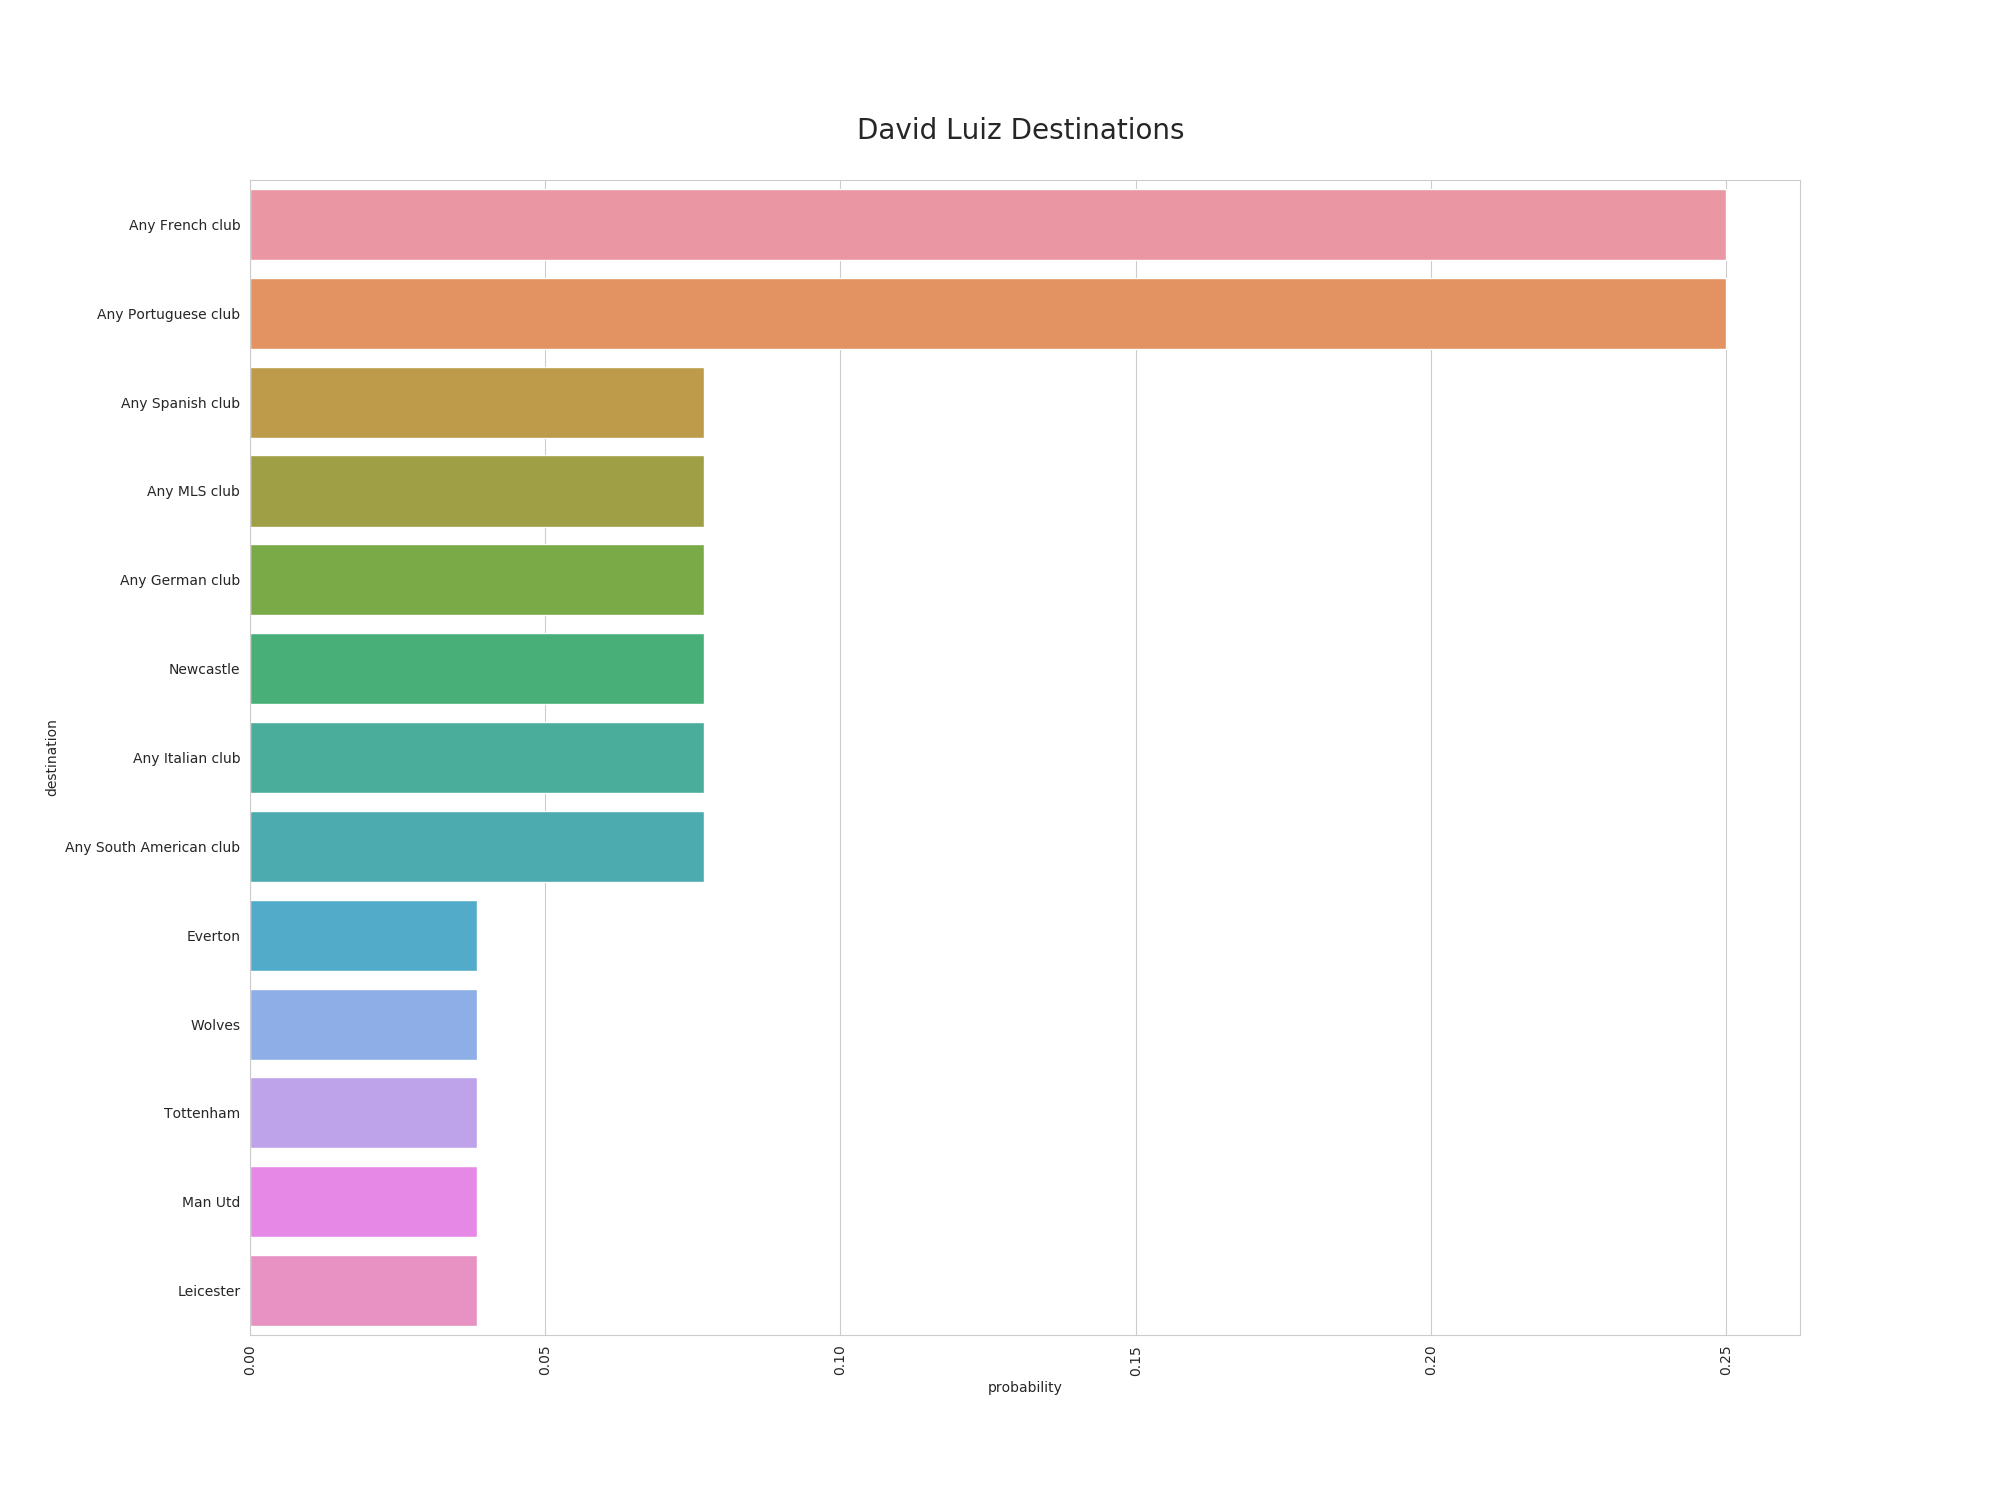 David Luiz Destinations
Any French club
Any Portuguese club
Any Spanish club
Any MLS club
Any German club
Newcastle
Any Italian club
Any South American club
Everton
Wolves
Tottenham
Man Utd
Leicester
destination
0.00
0.05
0.10
0.15
0.20
0.25
probability